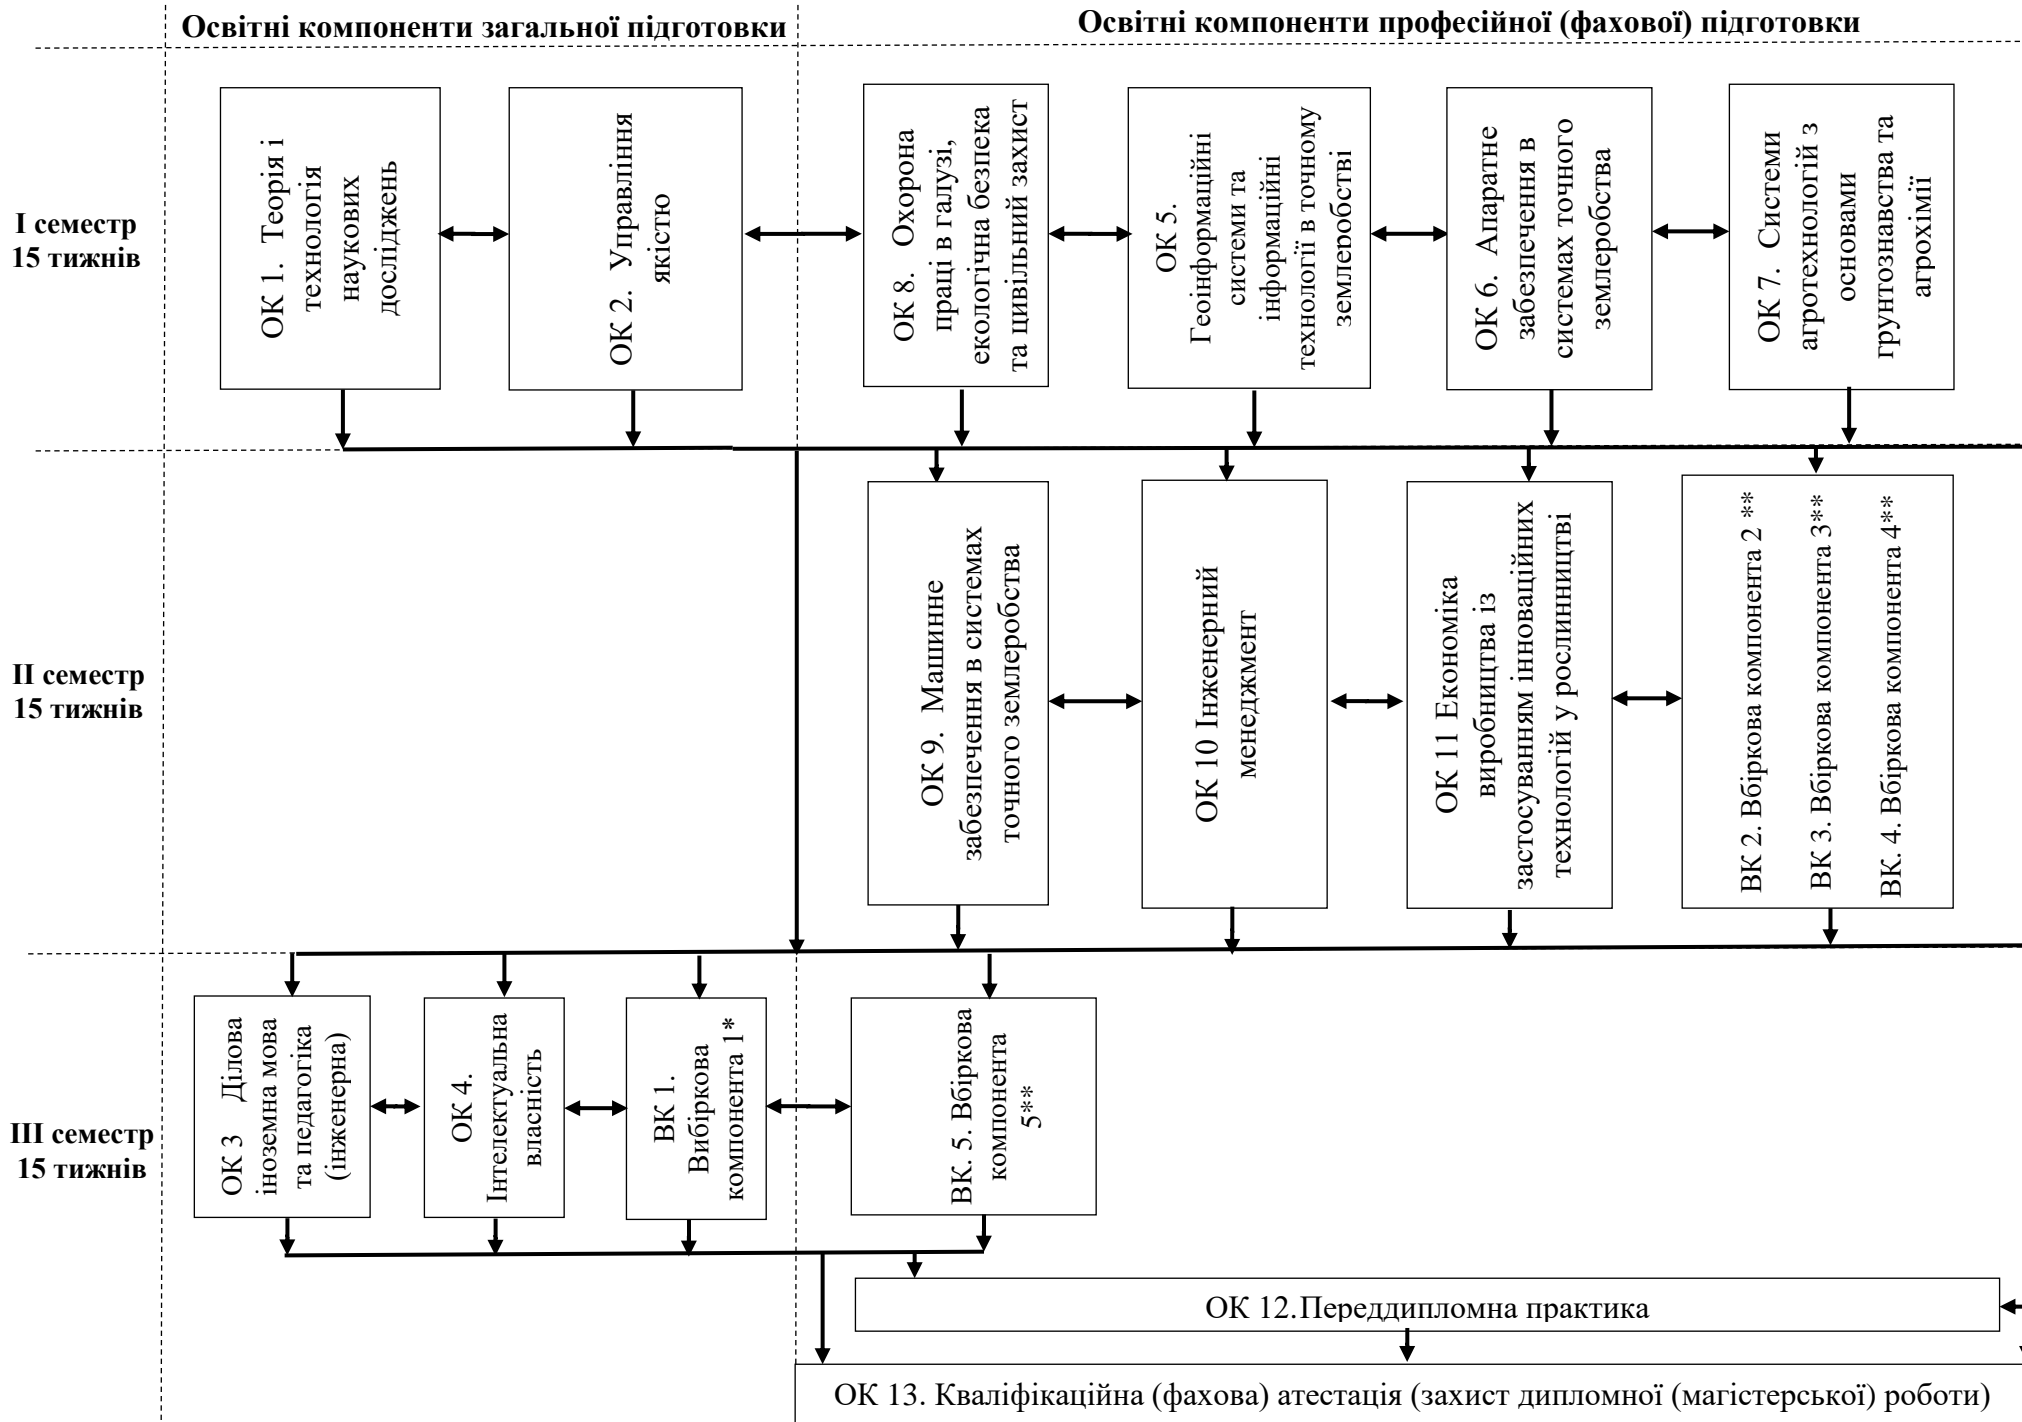 Освітні компоненти загальної підготовки
Освітні компоненти професійної (фахової) підготовки
І семестр
15 тижнів
ОК 1. Теорія і
технологія
наукових
досліджень
ОК 2. Управління
якістю
ОК 8. Охорона
праці в галузі,
екологічна безпека
та цивільний захист
ОК 5.
Геоінформаційні
системи та
інформаційні
технології в точному
землеробстві
ОК 6. Апаратне
забезпечення в
системах точного
землеробства
ОК 7. Системи
агротехнологій з
основами
грунтознавства та
агрохімії
ІІ семестр
15 тижнів
ОК 9. Машинне
забезпечення в системах
точного землеробства
ОК 10 Інженерний
менеджмент
ОК 11 Економіка
виробництва із
застосуванням інноваційних
технологій у рослинництві
ВК 2. Вбіркова компонента 2 **
ВК 3. Вбіркова компонента 3**
ВК. 4. Вбіркова компонента 4**
ІІІ семестр
15 тижнів
ОК 3 Ділова
іноземна мова
та педагогіка
(інженерна)
ОК 4.
Інтелектуальна
власність
ВК 1.
Вибіркова
компонента 1*
ВК. 5. Вбіркова
компонента
5**
ОК 12.Переддипломна практика
ОК 13. Кваліфікаційна (фахова) атестація (захист дипломної (магістерської) роботи)